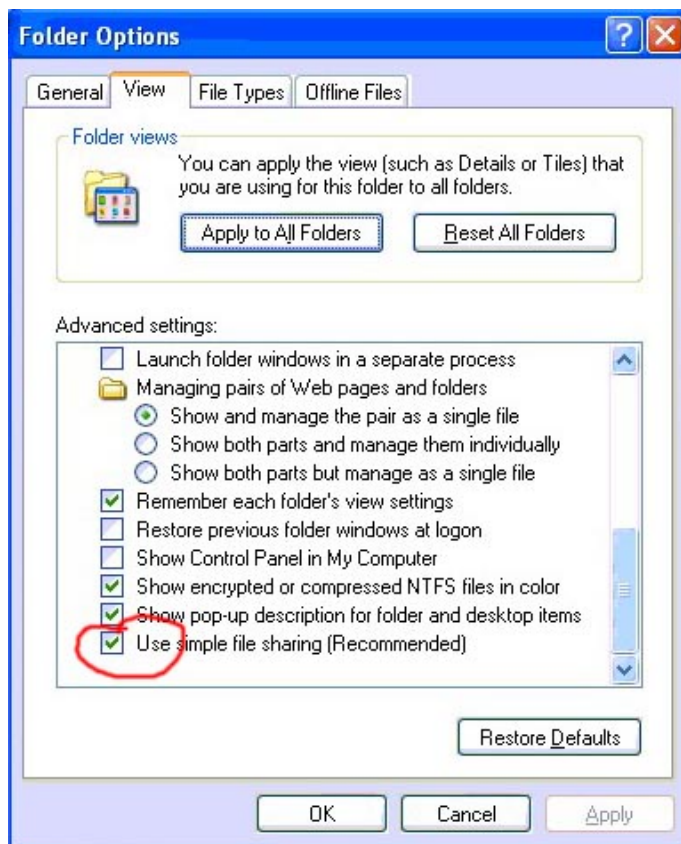 Folder Options
General View File Types Offline Files
Folder views
You can apply the view (such as Details or Tiles) that
you are using for this folder to all folders.
Apply to All Folders Reset All Folders
Advanced settings:
Launch folder windows in a separate process
Managing pairs of Web pages and folders
Show and manage the pair as a single file
Show both parts and manage them individually
Show both parts but manage as a single file
Remember each folder's view settings
Restore previous folder windows at logon
Show Control Panel in My Computer
Show encrypted or compressed NTFS files in color
Show pop-up description for folder and desktop items
Use simple file sharing (Recommended)
Restore Defaults
OK Cancel Apply